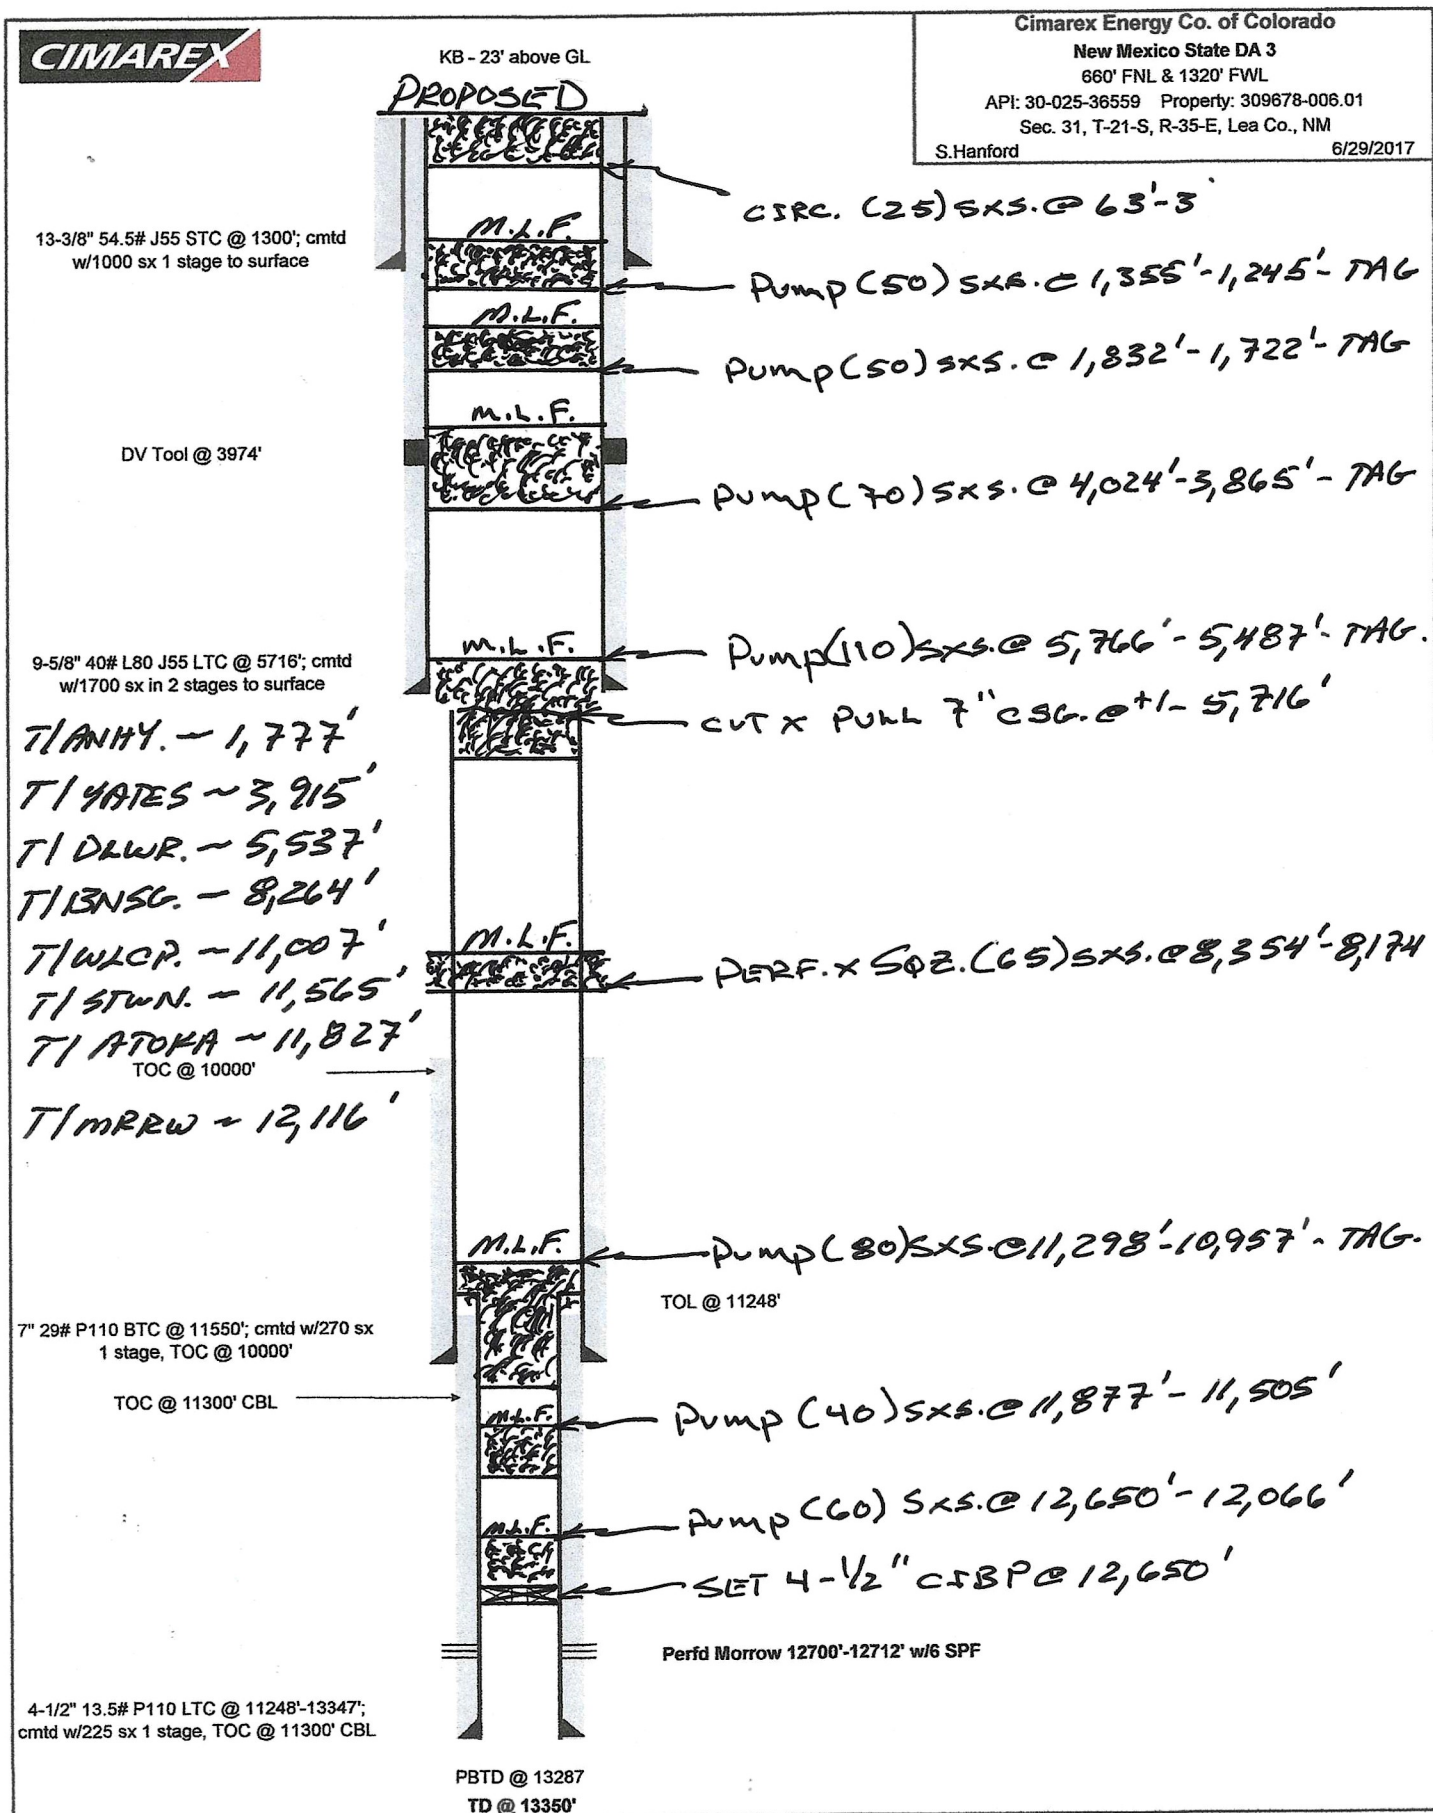 CIMAREX
KB - 23' above GL
PROPOSED
Cimarex Energy Co. of Colorado
New Mexico State DA 3
660' FNL & 1320' FWL
API: 30-025-36559 Property: 309678-006.01
Sec. 31, T-21-S, R-35-E, Lea Co., NM
S.Hanford 6/29/2017
CIRC. (25) SXS. @ 63'-3'
M.L.F.
13-3/8" 54.5# J55 STC @ 1300'; cmtd
w/1000 sx 1 stage to surface
Pump (50) SXS. @ 1,355'-1,245'- TAG
M.L.F.
Pump (50) SXS. @ 1,832'-1,722'- TAG
M.L.F.
DV Tool @ 3974'
Pump (70) SXS. @ 4,024'-3,865'- TAG
M.L.F.
Pump (110) SXS. @ 5,766'-5,487'- TAG.
9-5/8" 40# L80 J55 LTC @ 5716'; cmtd
w/1700 sx in 2 stages to surface
CUT X PULL 7" CSG. @ +/- 5,716'
T/ANHY. - 1,777'
T/YATES ~ 3,915'
T/DLWR. - 5,537'
T/BNSG. - 8,264'
T/WLCP. - 11,007'
T/STWN. - 11,565'
T/ATOKA ~ 11,827'
M.L.F.
PERF. X SQZ. (65) SXS. @ 8,354'-8,174
TOC @ 10000'
T/MRRW ~ 12,116'
M.L.F.
Pump (80) SXS. @ 11,298'-10,957'- TAG.
TOL @ 11248'
7" 29# P110 BTC @ 11550'; cmtd w/270 sx
1 stage, TOC @ 10000'
TOC @ 11300' CBL
M.L.F.
Pump (40) SXS. @ 11,877'- 11,505'
M.L.F.
Pump (60) SXS. @ 12,650'-12,066'
SET 4-1/2" CIBP @ 12,650'
Perfd Morrow 12700'-12712' w/6 SPF
4-1/2" 13.5# P110 LTC @ 11248'-13347';
cmtd w/225 sx 1 stage, TOC @ 11300' CBL
PBTD @ 13287
TD @ 13350'